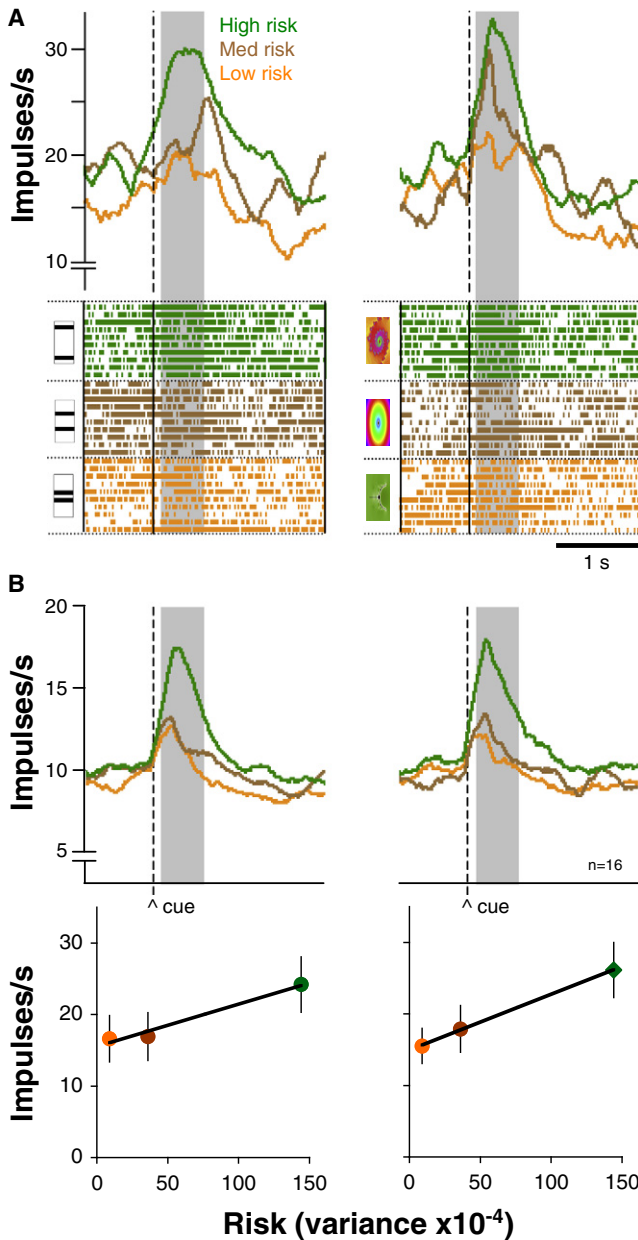 A
High risk
Med risk
Low risk
Impulses/s
30
20
10
1 s
B
Impulses/s
20
15
10
5
n=16
^ cue
^ cue
Impulses/s
30
20
10
0
0 50 100 150
0 50 100 150
Risk (variance x10-4)